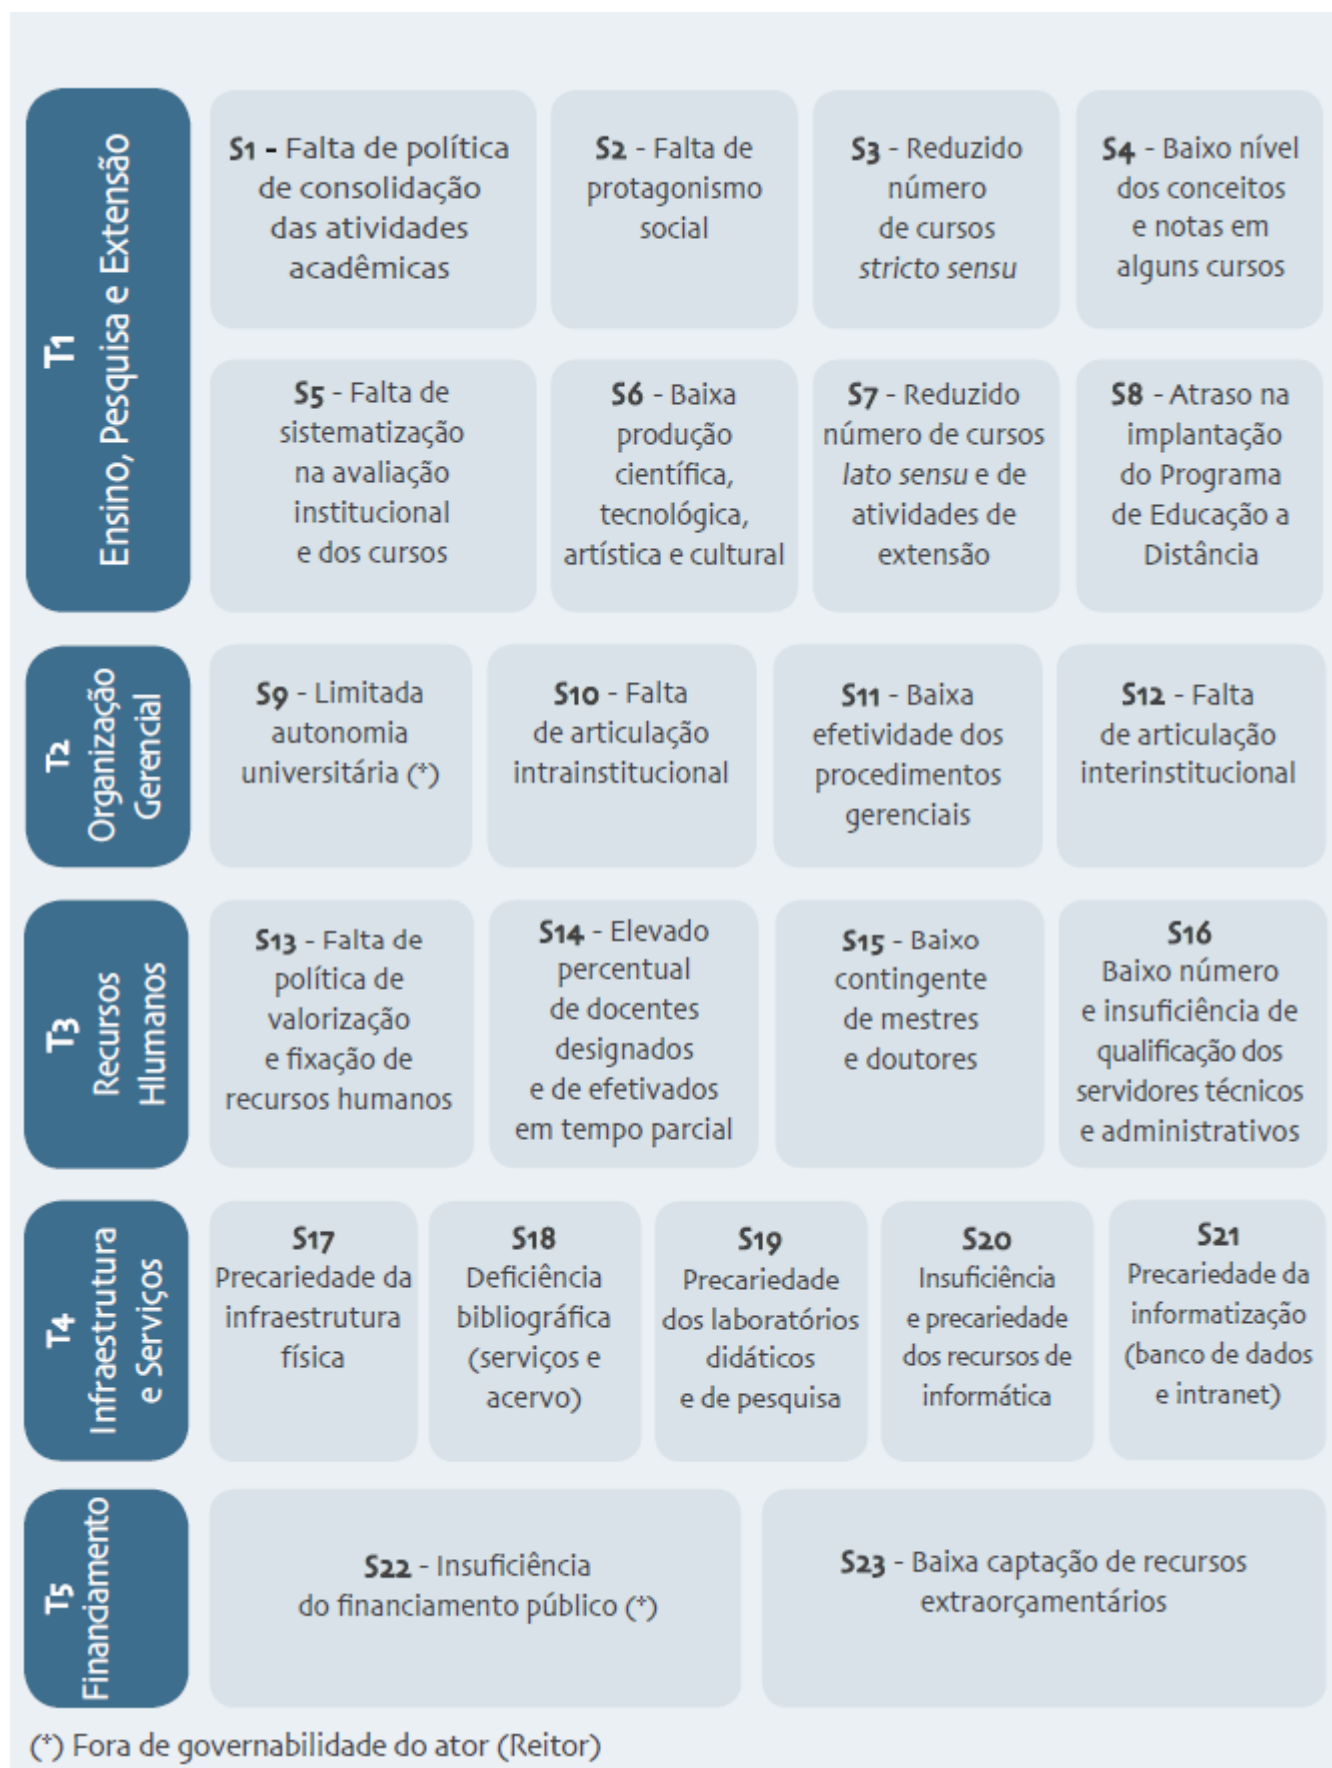 T1
Ensino, Pesquisa e Extensão
S1 - Falta de política
de consolidação
das atividades
acadêmicas
S2 - Falta de
protagonismo
social
S3 - Reduzido
número
de cursos
stricto sensu
S4 - Baixo nível
dos conceitos
e notas em
alguns cursos
S5 - Falta de
sistematização
na avaliação
institucional
e dos cursos
S6 - Baixa
produção
científica,
tecnológica,
artística e cultural
S7 - Reduzido
número de cursos
lato sensu e de
atividades de
extensão
S8 - Atraso na
implantação
do Programa
de Educação a
Distância
T2
Organização
Gerencial
S9 - Limitada
autonomia
universitária (*)
S10 - Falta
de articulação
intrainstitucional
S11 - Baixa
efetividade dos
procedimentos
gerenciais
S12 - Falta
de articulação
interinstitucional
T3
Recursos
Hlumanos
S13 - Falta de
política de
valorização
e fixação de
recursos humanos
S14 - Elevado
percentual
de docentes
designados
e de efetivados
em tempo parcial
S15 - Baixo
contingente
de mestres
e doutores
S16
Baixo número
e insuficiência de
qualificação dos
servidores técnicos
e administrativos
T4
Infraestrutura
e Serviços
S17
Precariedade da
infraestrutura
física
S18
Deficiência
bibliográfica
(serviços e
acervo)
S19
Precariedade
dos laboratórios
didáticos
e de pesquisa
S20
Insuficiência
e precariedade
dos recursos de
informática
S21
Precariedade da
informatização
(banco de dados
e intranet)
T5
Financiamento
S22 - Insuficiência
do financiamento público (*)
S23 - Baixa captação de recursos
extraorçamentários
(*) Fora de governabilidade do ator (Reitor)